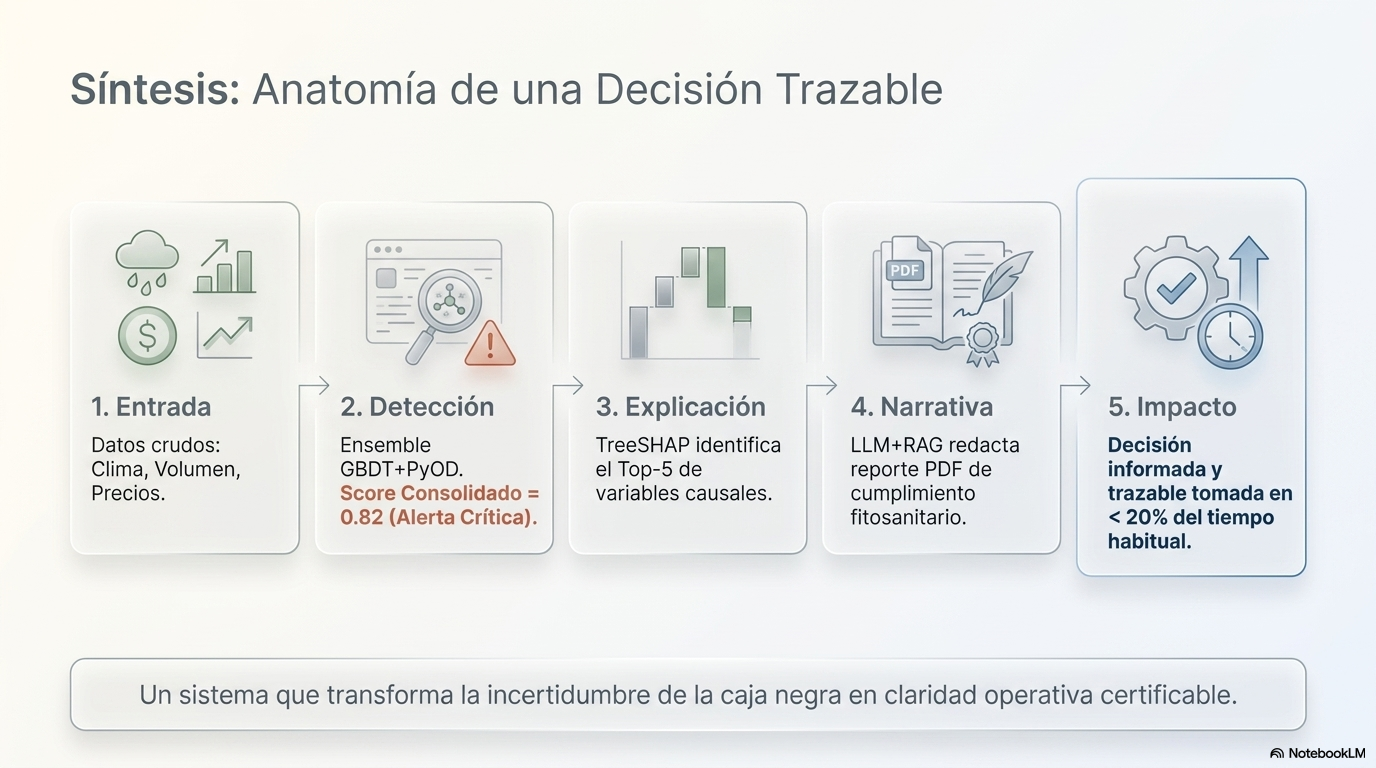 Síntesis: Anatomía de una Decisión Trazable
PDF
1. Entrada
Datos crudos:
Clima, Volumen,
Precios.
2. Detección
Ensemble
GBDT+PyOD.
Score Consolidado =
0.82 (Alerta Crítica).
3. Explicación
TreeSHAP identifica
el Top-5 de
variables causales.
4. Narrativa
LLM+RAG redacta
reporte PDF de
cumplimiento
fitosanitario.
5. Impacto
Decisión
informada y
trazable tomada en
< 20% del tiempo
habitual.
Un sistema que transforma la incertidumbre de la caja negra en claridad operativa certificable.
NotebookLM